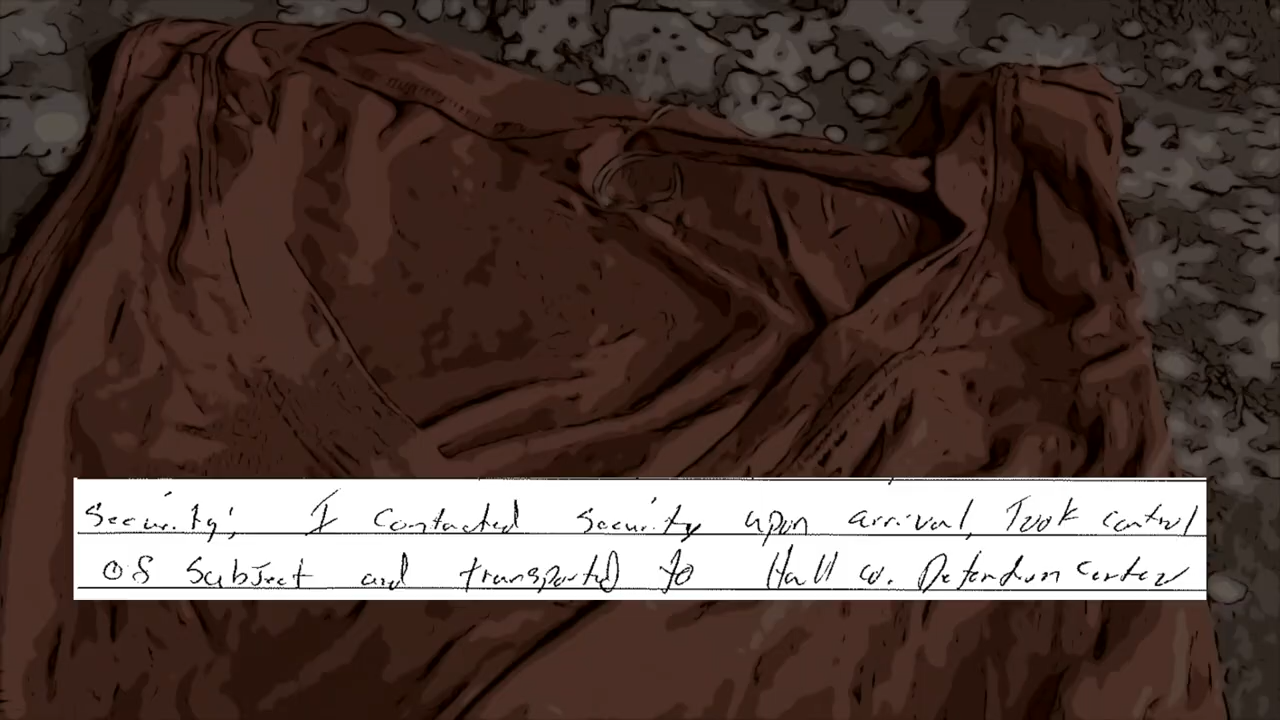 Security; I contacted security upon arrival, Took control
of Subject and transported to Hall co. Detention center